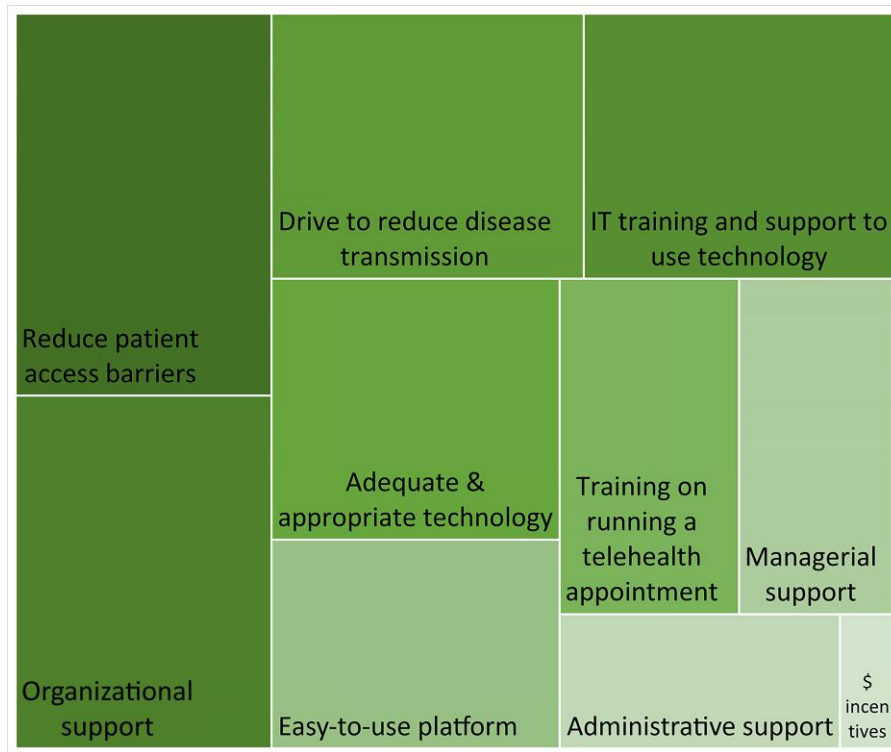 Reduce patient
access barriers
Organizational
support
Drive to reduce disease
transmission
IT training and support to
use technology
Adequate &
appropriate technology
Easy-to-use platform
Training on
running a
telehealth
appointment
Managerial
support
Administrative support
$
incen
tives